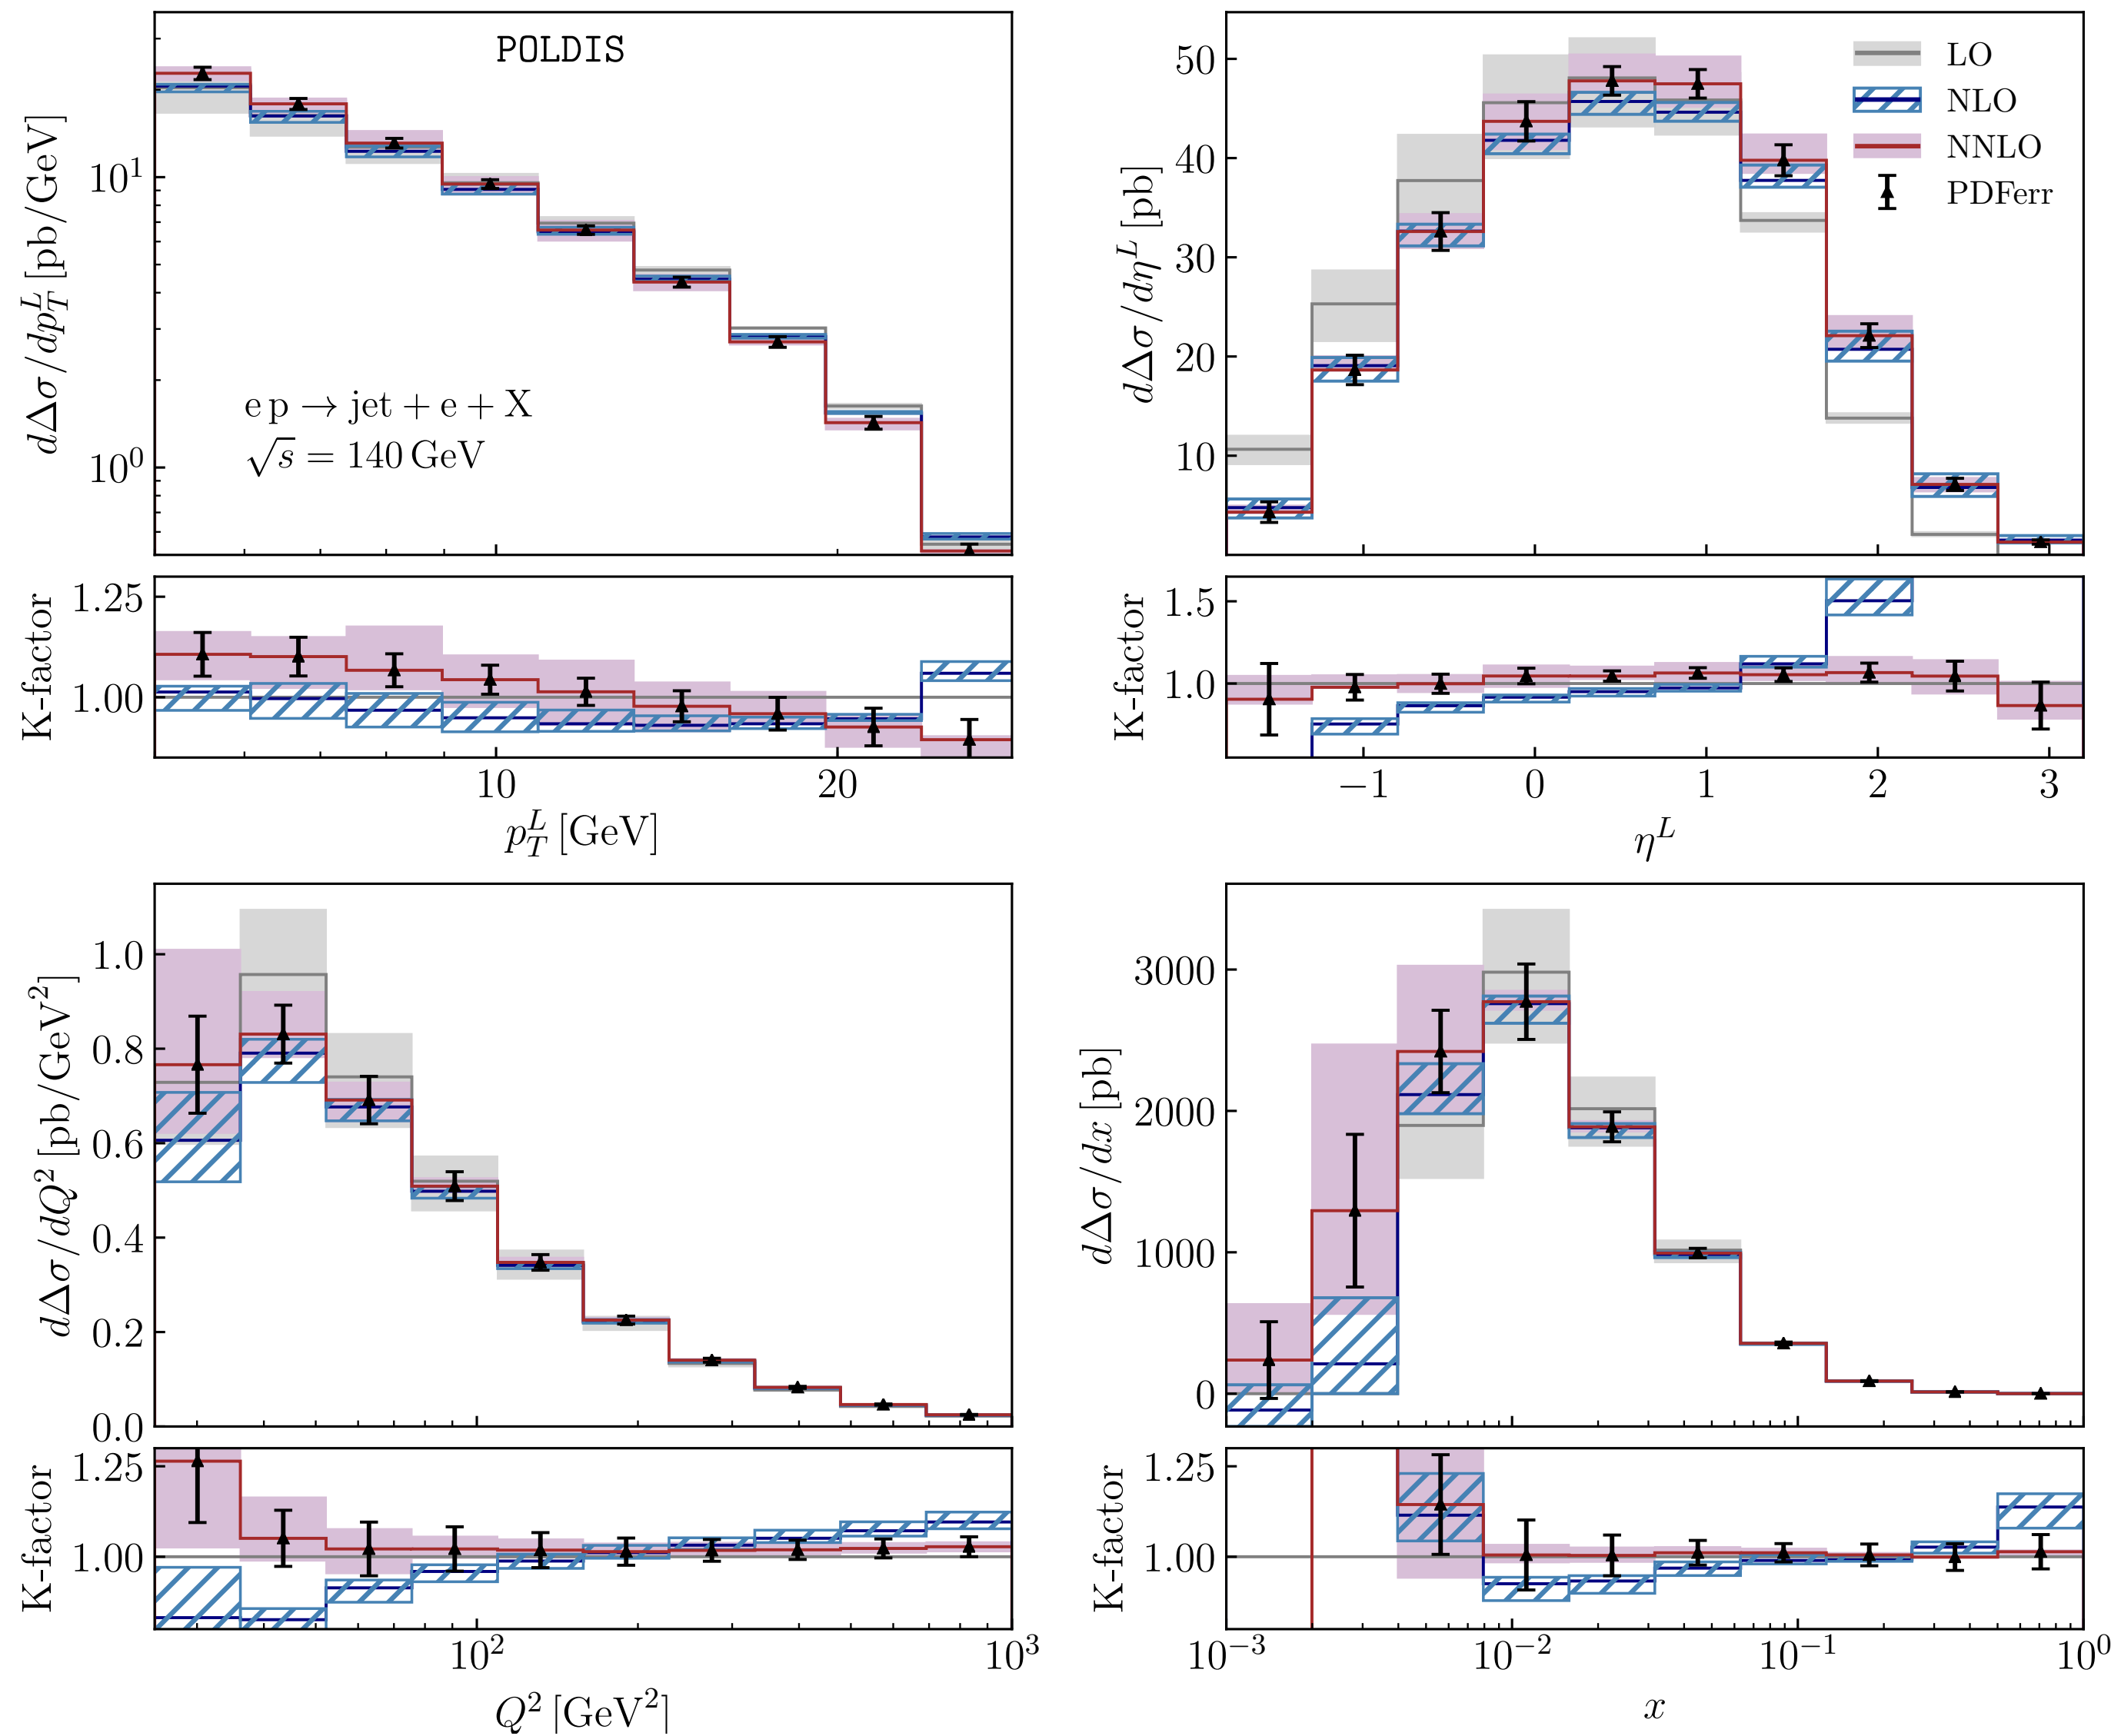 POLDIS
dΔσ/dp_T^L [pb/GeV]
10^1
10^0
e p → jet + e + X
√s = 140 GeV
K-factor
1.25
1.00
10 20
p_T^L [GeV]
LO
NLO
NNLO
PDFerr
dΔσ/dη^L [pb]
50
40
30
20
10
K-factor
1.5
1.0
−1 0 1 2 3
η^L
dΔσ/dQ^2 [pb/GeV^2]
1.0
0.8
0.6
0.4
0.2
0.0
K-factor
1.25
1.00
10^2 10^3
Q^2 [GeV^2]
dΔσ/dx [pb]
3000
2000
1000
0
K-factor
1.25
1.00
10^−3 10^−2 10^−1 10^0
x